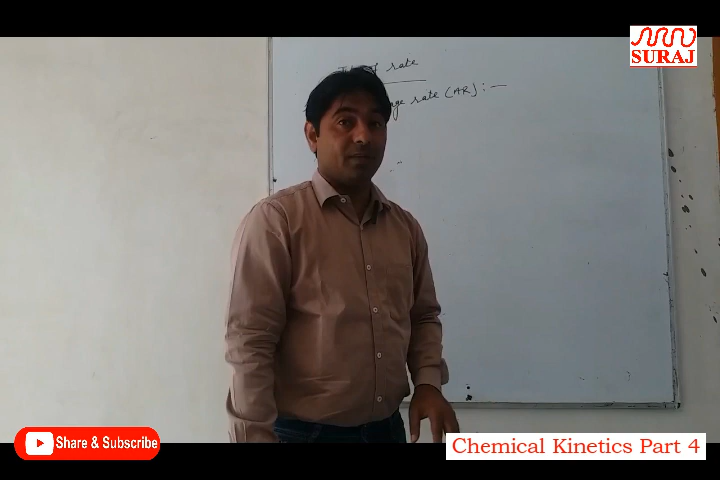 SURAJ
rate
rate (AR):—
Share & Subscribe
Chemical Kinetics Part 4